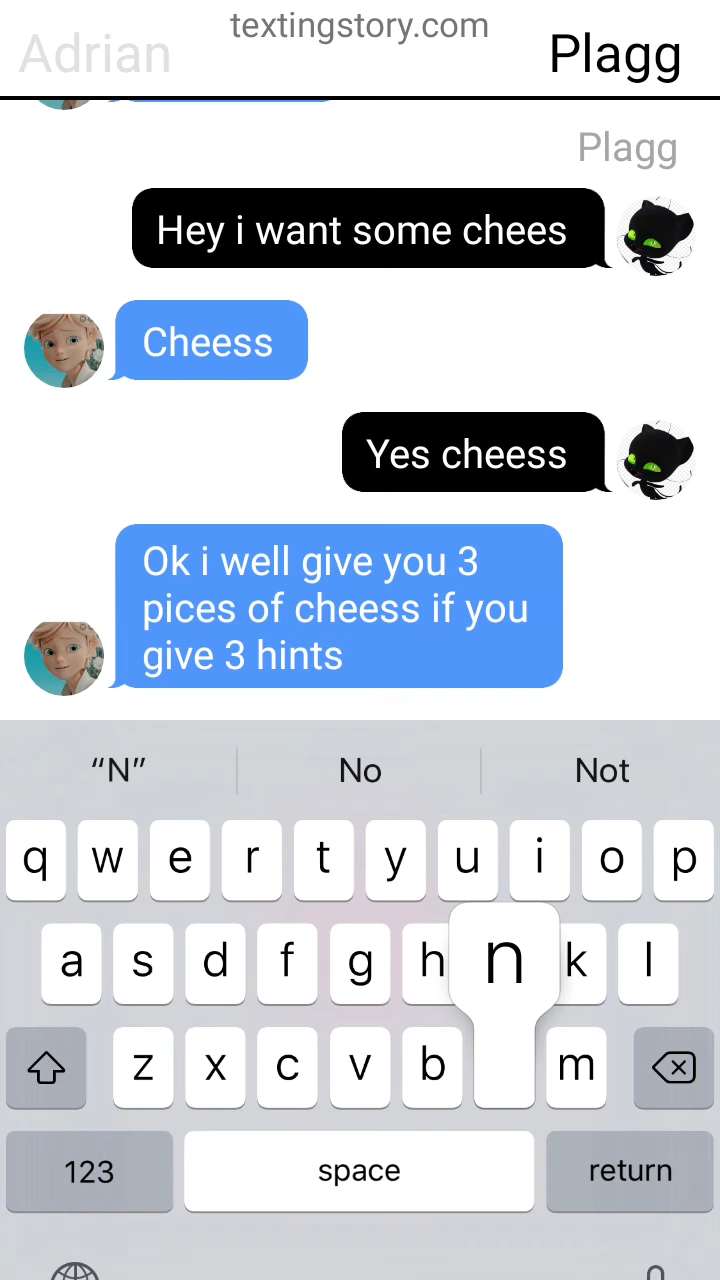 textingstory.com
Adrian
Plagg
Plagg
Hey i want some chees
Cheess
Yes cheess
Ok i well give you 3
pices of cheess if you
give 3 hints
“N”
No
Not
q w e r t y u i o p
a s d f g h n k l
z x c v b m
123
space
return